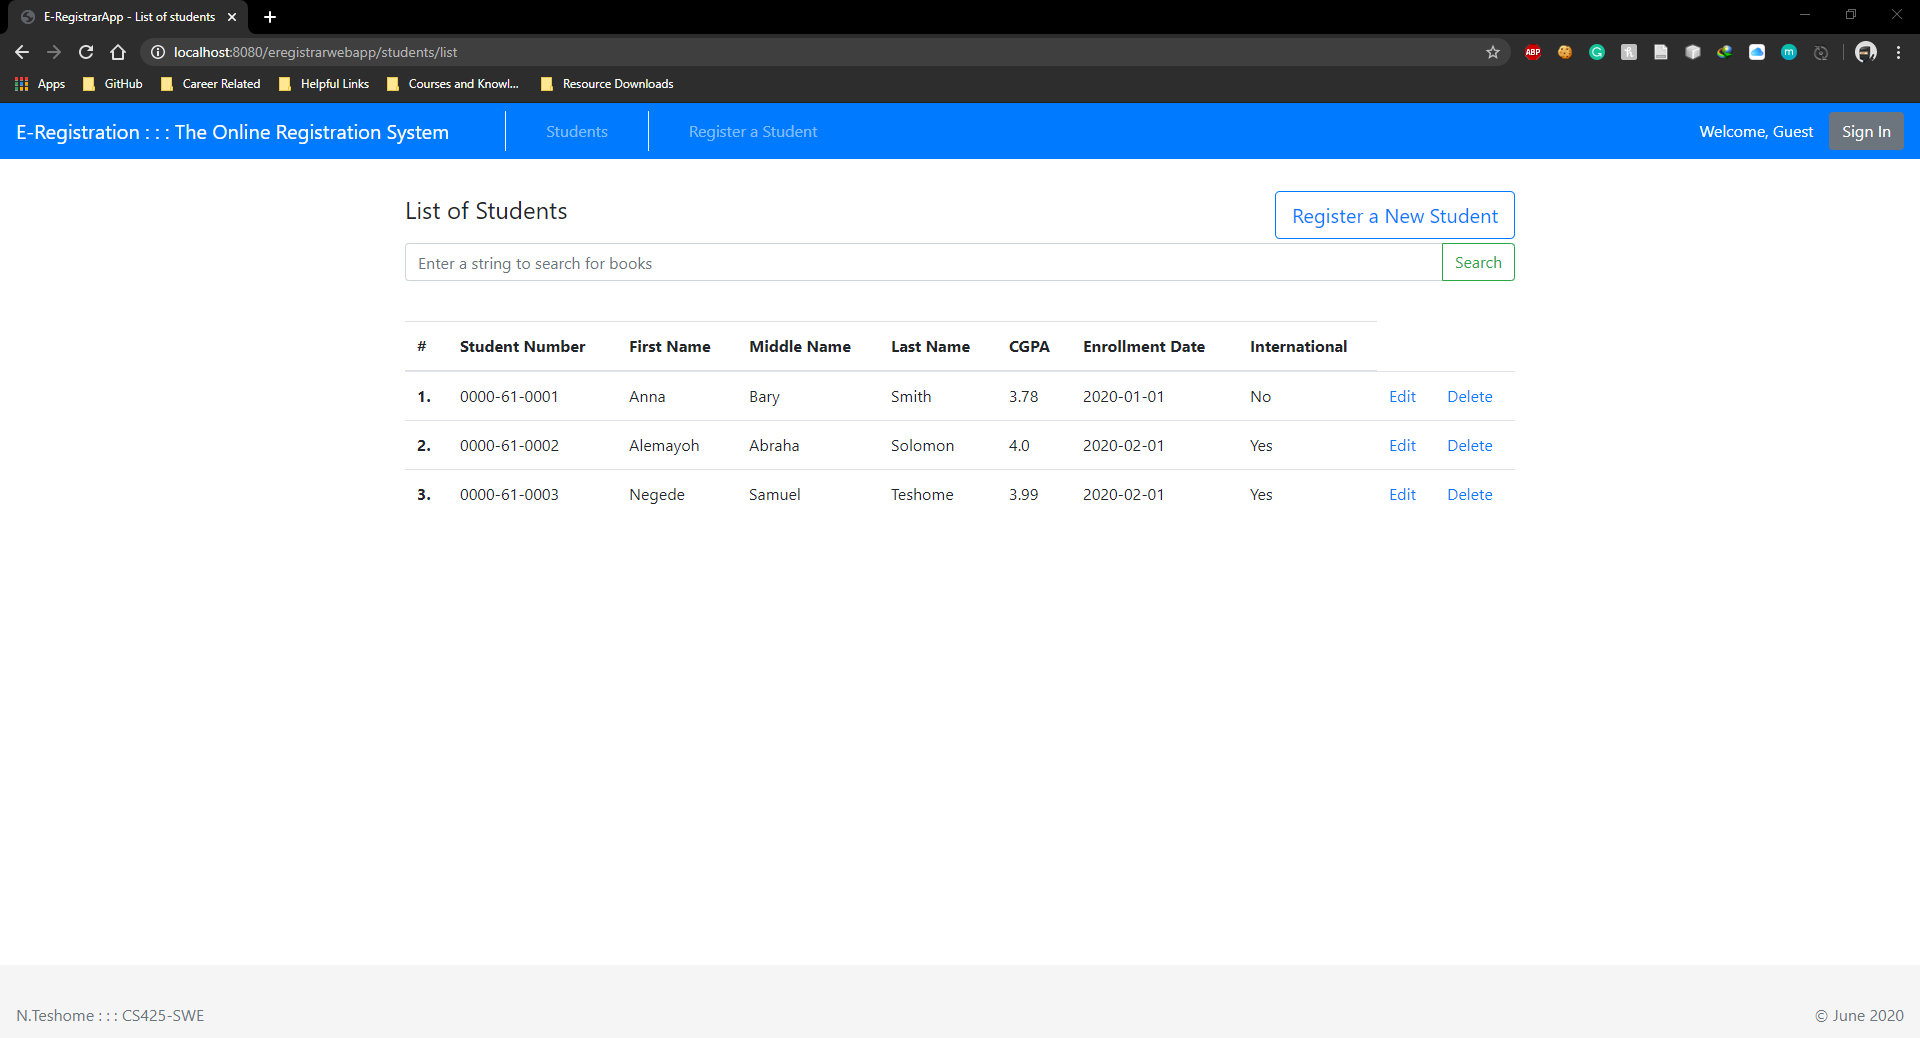 E-RegistrarApp - List of students
localhost:8080/eregistrarwebapp/students/list
ABP
Apps GitHub Career Related Helpful Links Courses and Knowl... Resource Downloads
E-Registration : : : The Online Registration System Students Register a Student Welcome, Guest Sign In
List of Students Register a New Student
Enter a string to search for books Search
# Student Number First Name Middle Name Last Name CGPA Enrollment Date International
1. 0000-61-0001 Anna Bary Smith 3.78 2020-01-01 No Edit Delete
2. 0000-61-0002 Alemayoh Abraha Solomon 4.0 2020-02-01 Yes Edit Delete
3. 0000-61-0003 Negede Samuel Teshome 3.99 2020-02-01 Yes Edit Delete
N.Teshome : : : CS425-SWE © June 2020